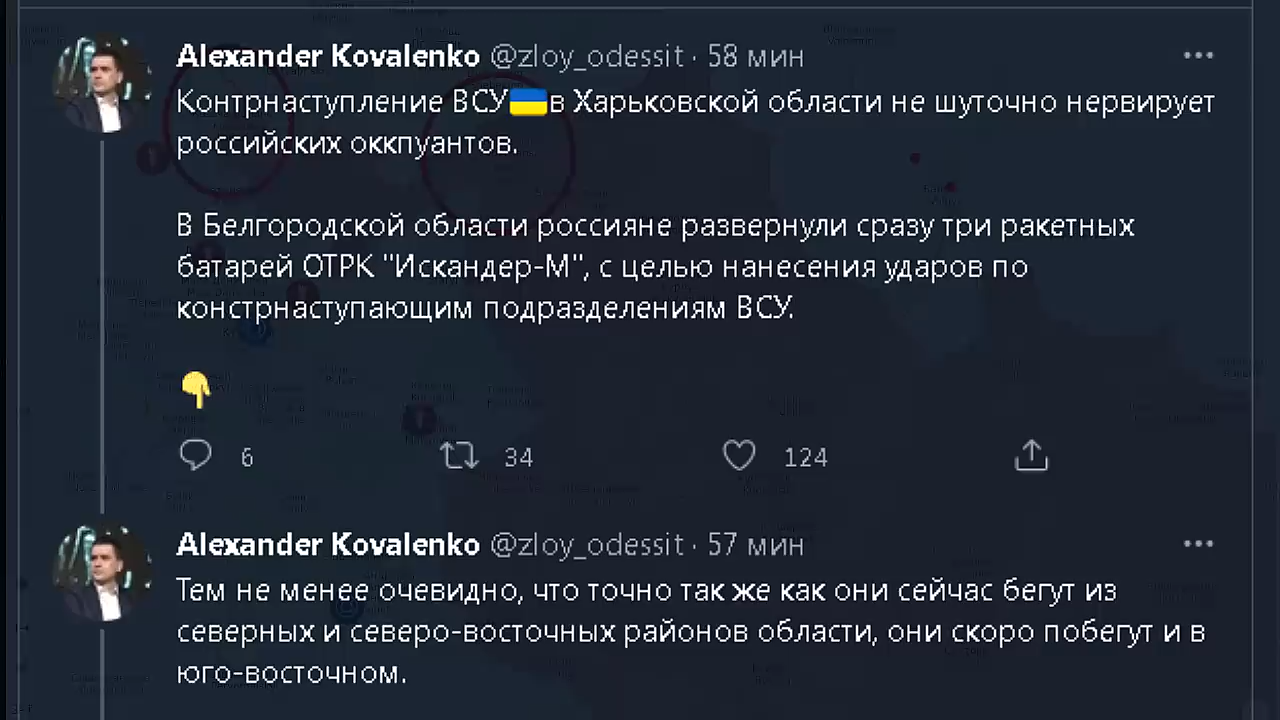 Alexander Kovalenko @zloy_odessit · 58 мин
Контрнаступление ВСУ🇺🇦в Харьковской области не шуточно нервирует
российских оккпуантов.
В Белгородской области россияне развернули сразу три ракетных
батарей ОТРК "Искандер-М", с целью нанесения ударов по
констрнаступающим подразделениям ВСУ.
👇
6 34 124
Alexander Kovalenko @zloy_odessit · 57 мин
Тем не менее очевидно, что точно так же как они сейчас бегут из
северных и северо-восточных районов области, они скоро побегут и в
юго-восточном.